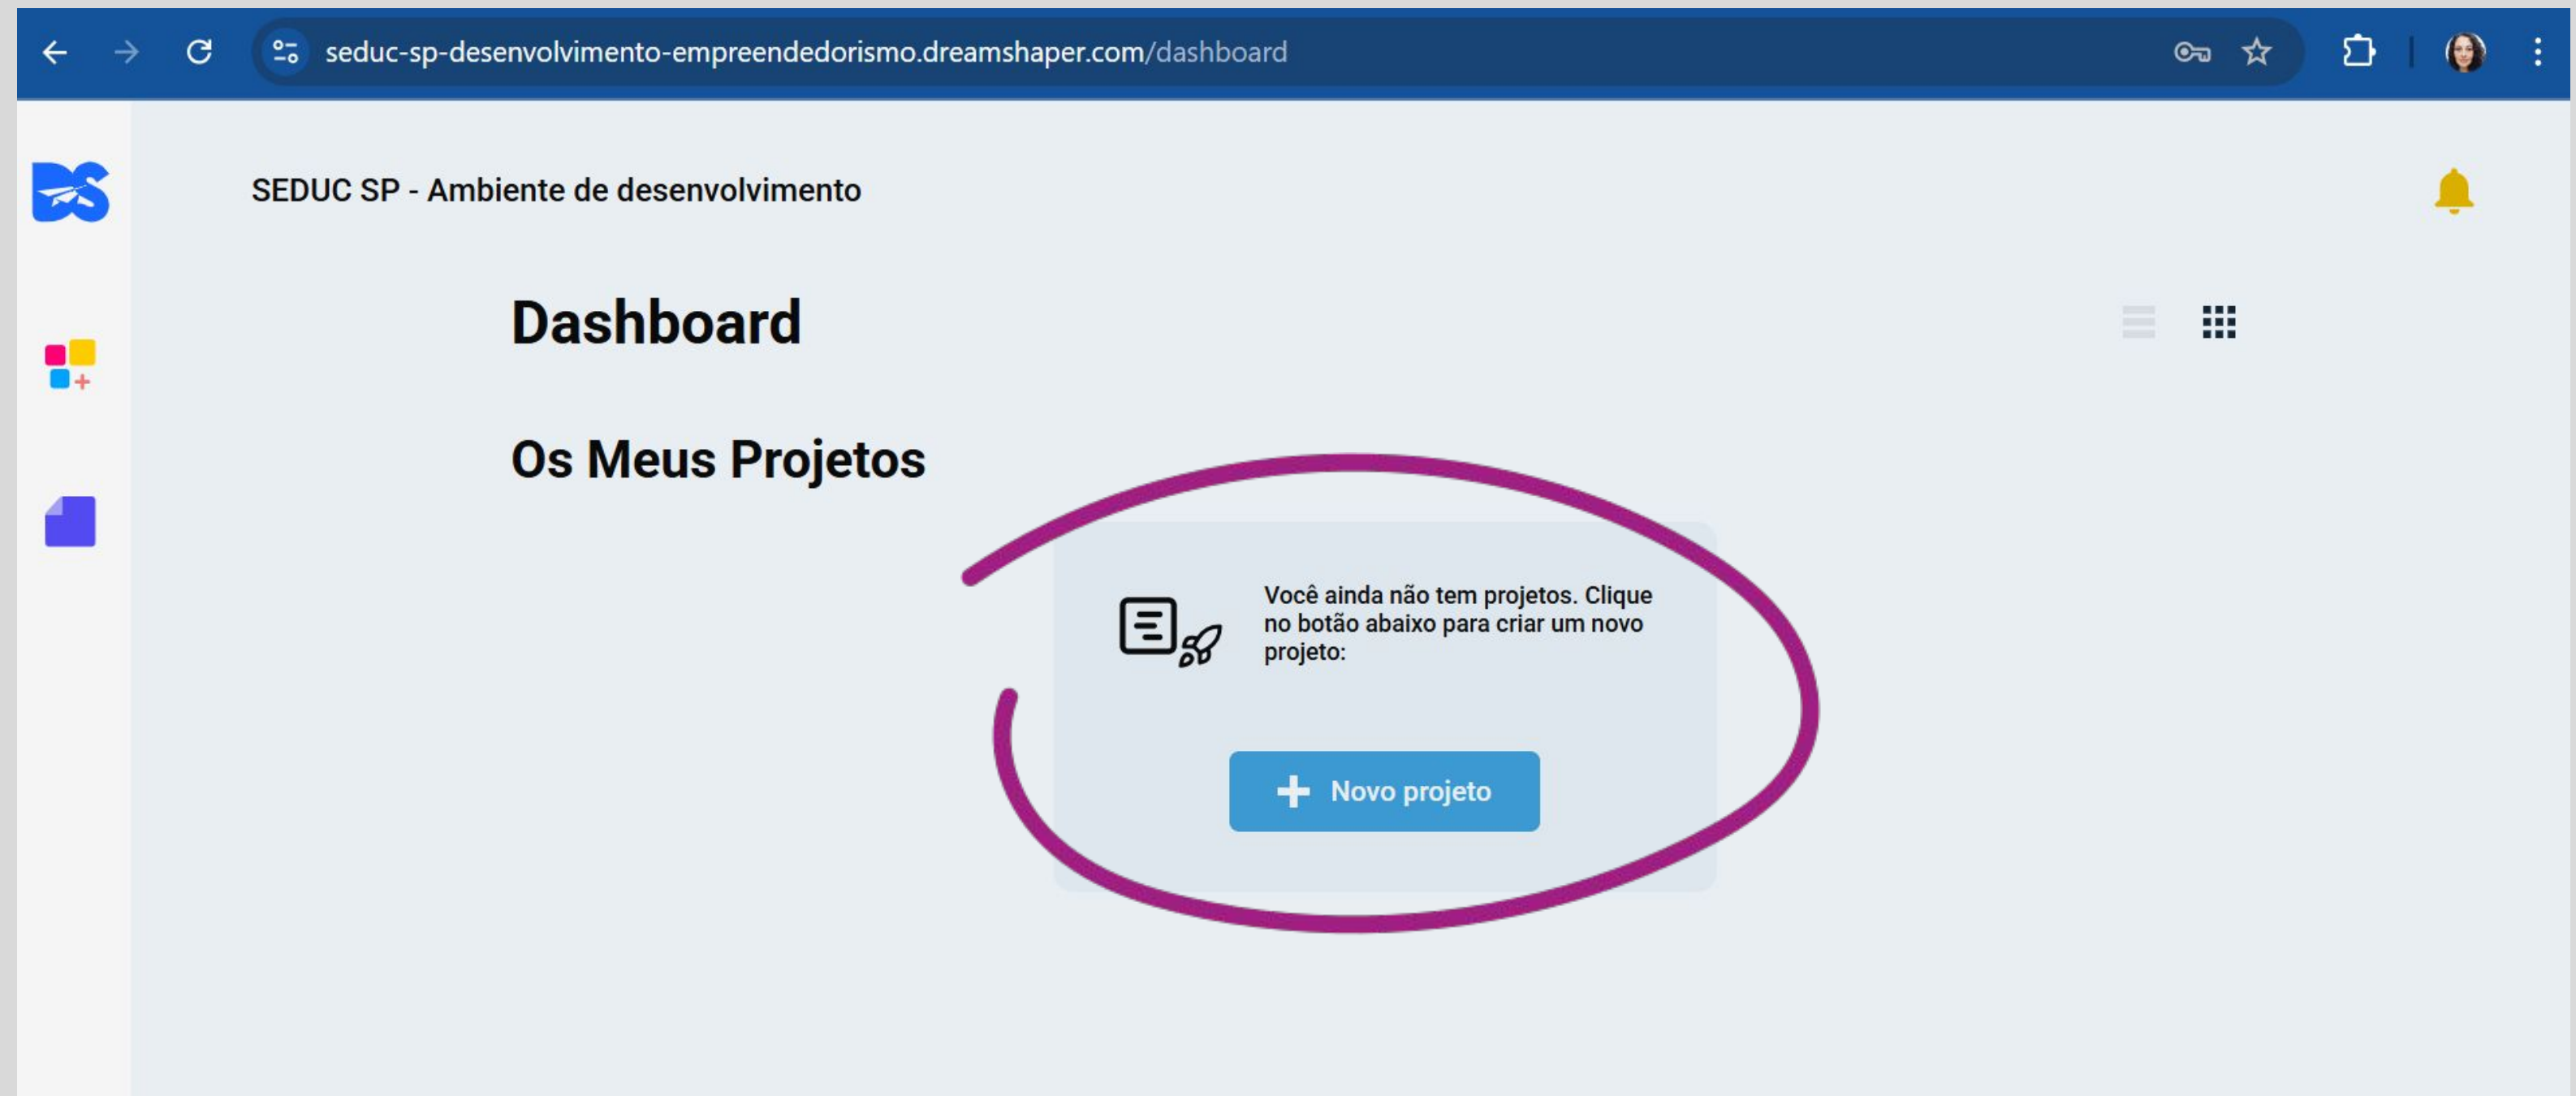 seduc-sp-desenvolvimento-empreendedorismo.dreamshaper.com/dashboard
DS
SEDUC SP - Ambiente de desenvolvimento
Dashboard
Os Meus Projetos
Você ainda não tem projetos. Clique
no botão abaixo para criar um novo
projeto:
Novo projeto